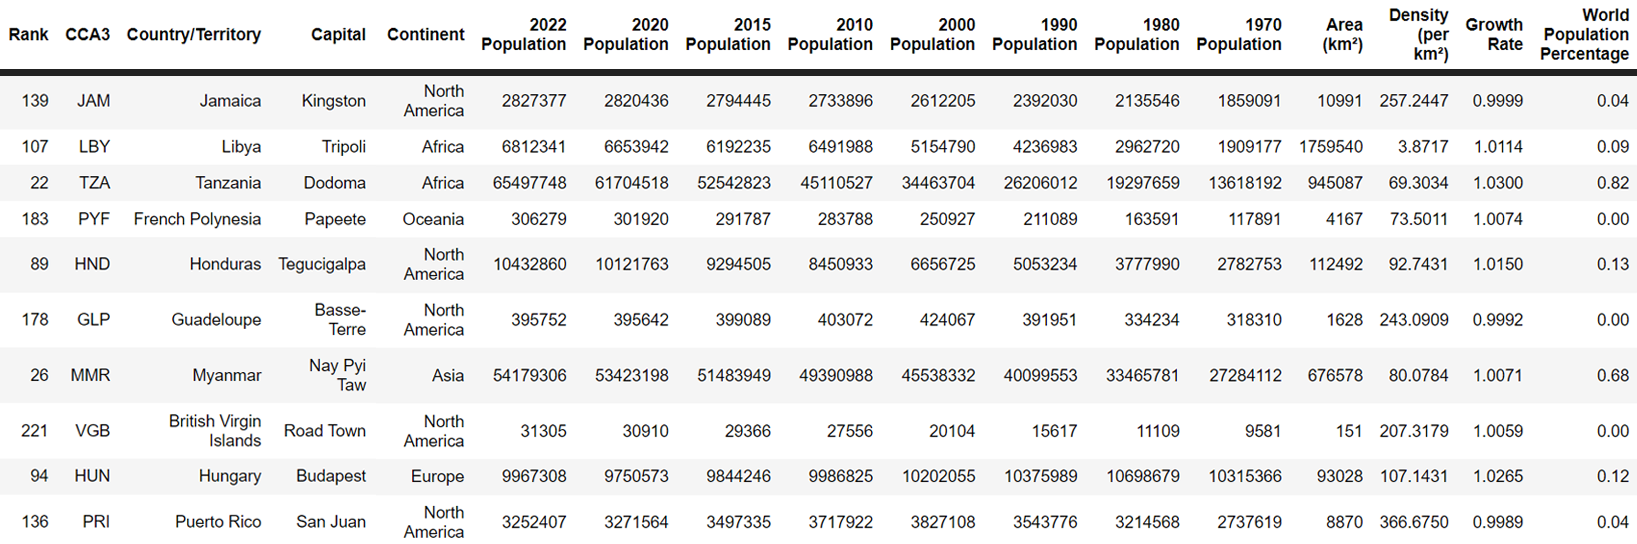 Rank CCA3 Country/Territory Capital Continent 2022 Population 2020 Population 2015 Population 2010 Population 2000 Population 1990 Population 1980 Population 1970 Population Area (km²) Density (per km²) Growth Rate World Population Percentage
139 JAM Jamaica Kingston North America 2827377 2820436 2794445 2733896 2612205 2392030 2135546 1859091 10991 257.2447 0.9999 0.04
107 LBY Libya Tripoli Africa 6812341 6653942 6192235 6491988 5154790 4236983 2962720 1909177 1759540 3.8717 1.0114 0.09
22 TZA Tanzania Dodoma Africa 65497748 61704518 52542823 45110527 34463704 26206012 19297659 13618192 945087 69.3034 1.0300 0.82
183 PYF French Polynesia Papeete Oceania 306279 301920 291787 283788 250927 211089 163591 117891 4167 73.5011 1.0074 0.00
89 HND Honduras Tegucigalpa North America 10432860 10121763 9294505 8450933 6656725 5053234 3777990 2782753 112492 92.7431 1.0150 0.13
178 GLP Guadeloupe Basse-Terre North America 395752 395642 399089 403072 424067 391951 334234 318310 1628 243.0909 0.9992 0.00
26 MMR Myanmar Nay Pyi Taw Asia 54179306 53423198 51483949 49390988 45538332 40099553 33465781 27284112 676578 80.0784 1.0071 0.68
221 VGB British Virgin Islands Road Town North America 31305 30910 29366 27556 20104 15617 11109 9581 151 207.3179 1.0059 0.00
94 HUN Hungary Budapest Europe 9967308 9750573 9844246 9986825 10202055 10375989 10698679 10315366 93028 107.1431 1.0265 0.12
136 PRI Puerto Rico San Juan North America 3252407 3271564 3497335 3717922 3827108 3543776 3214568 2737619 8870 366.6750 0.9989 0.04